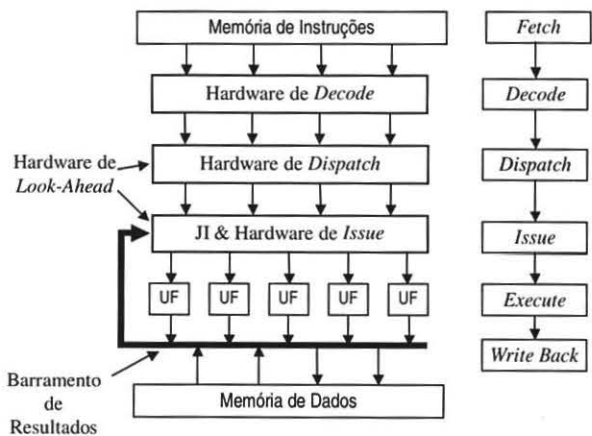 Memória de Instruções
Fetch
Hardware de Decode
Decode
Hardware de
Look-Ahead
Hardware de Dispatch
Dispatch
JI & Hardware de Issue
Issue
UF
UF
UF
UF
UF
Execute
Write Back
Barramento
de
Resultados
Memória de Dados